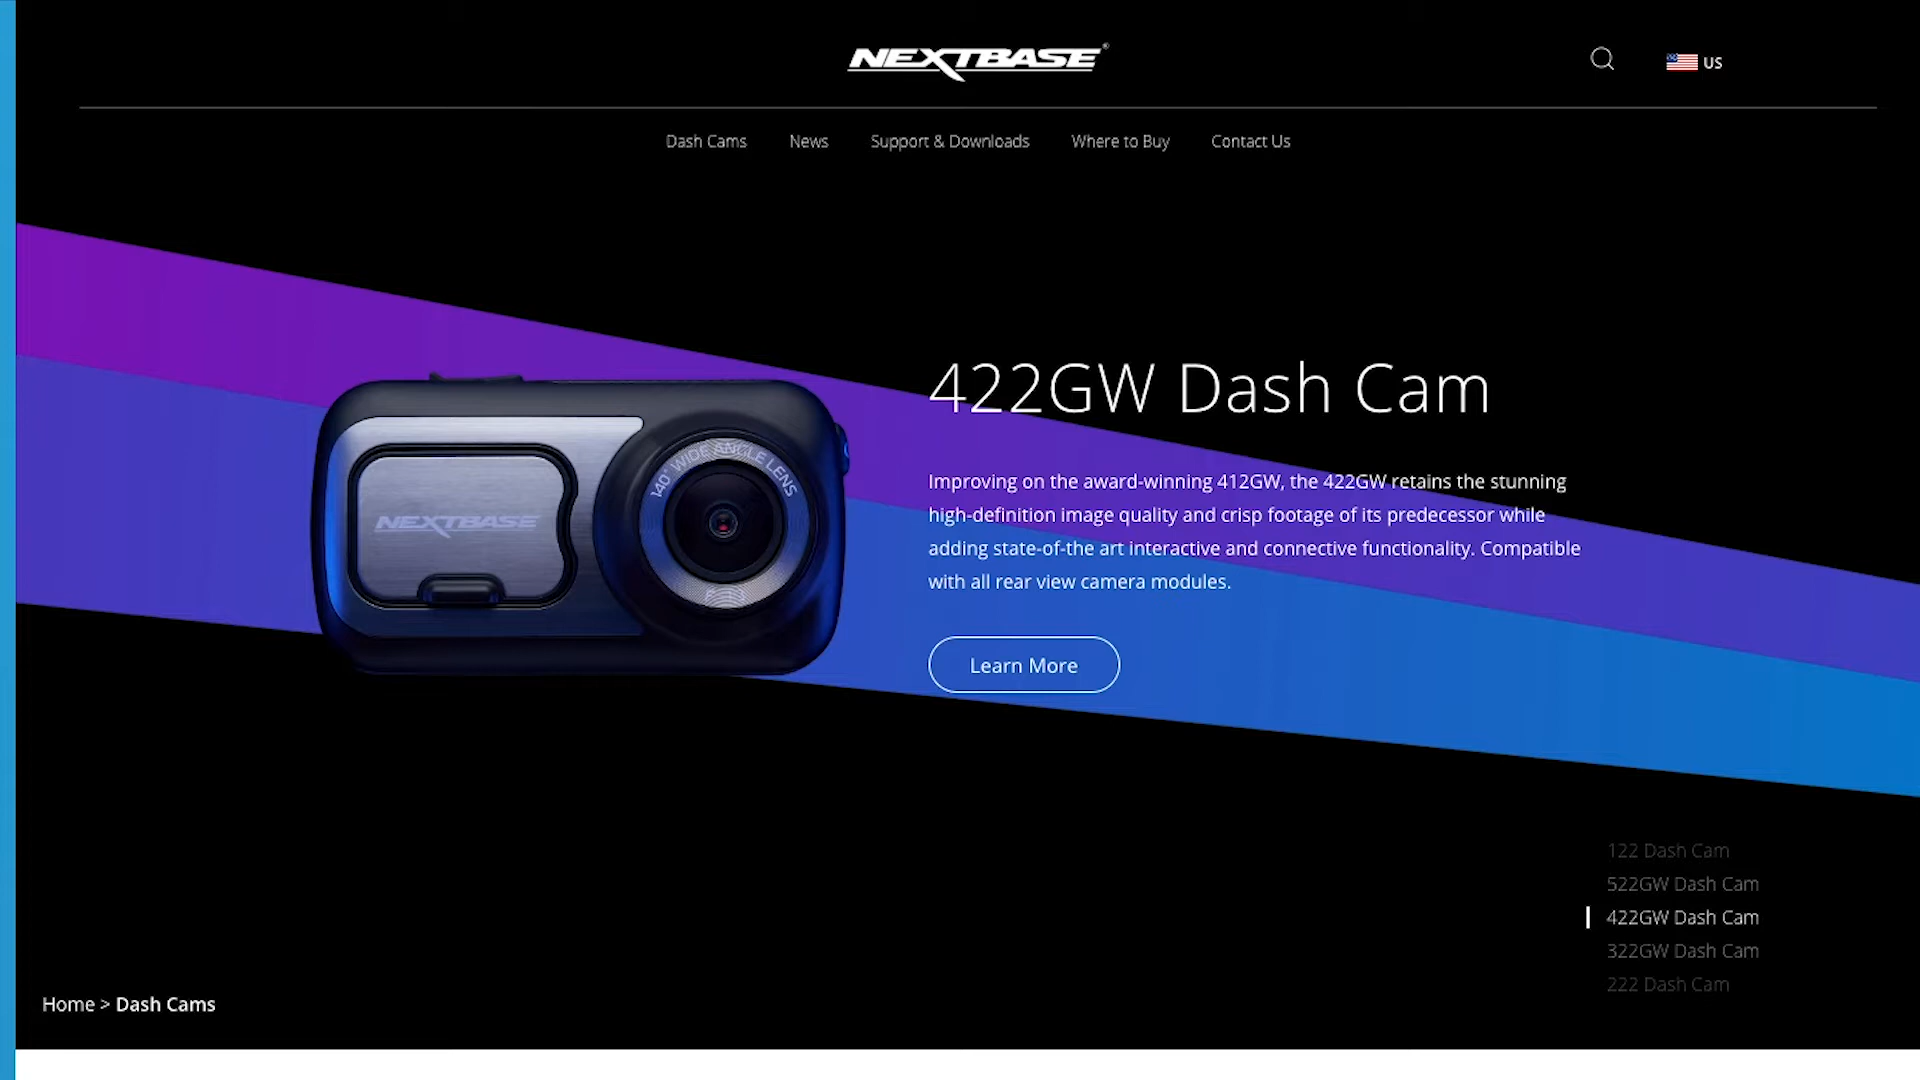 NEXTBASE®
US
Dash Cams
News
Support & Downloads
Where to Buy
Contact Us
140° WIDE ANGLE LENS
NEXTBASE
422GW Dash Cam
Improving on the award-winning 412GW, the 422GW retains the stunning
high-definition image quality and crisp footage of its predecessor while
adding state-of-the art interactive and connective functionality. Compatible
with all rear view camera modules.
Learn More
122 Dash Cam
522GW Dash Cam
422GW Dash Cam
322GW Dash Cam
222 Dash Cam
Home > Dash Cams